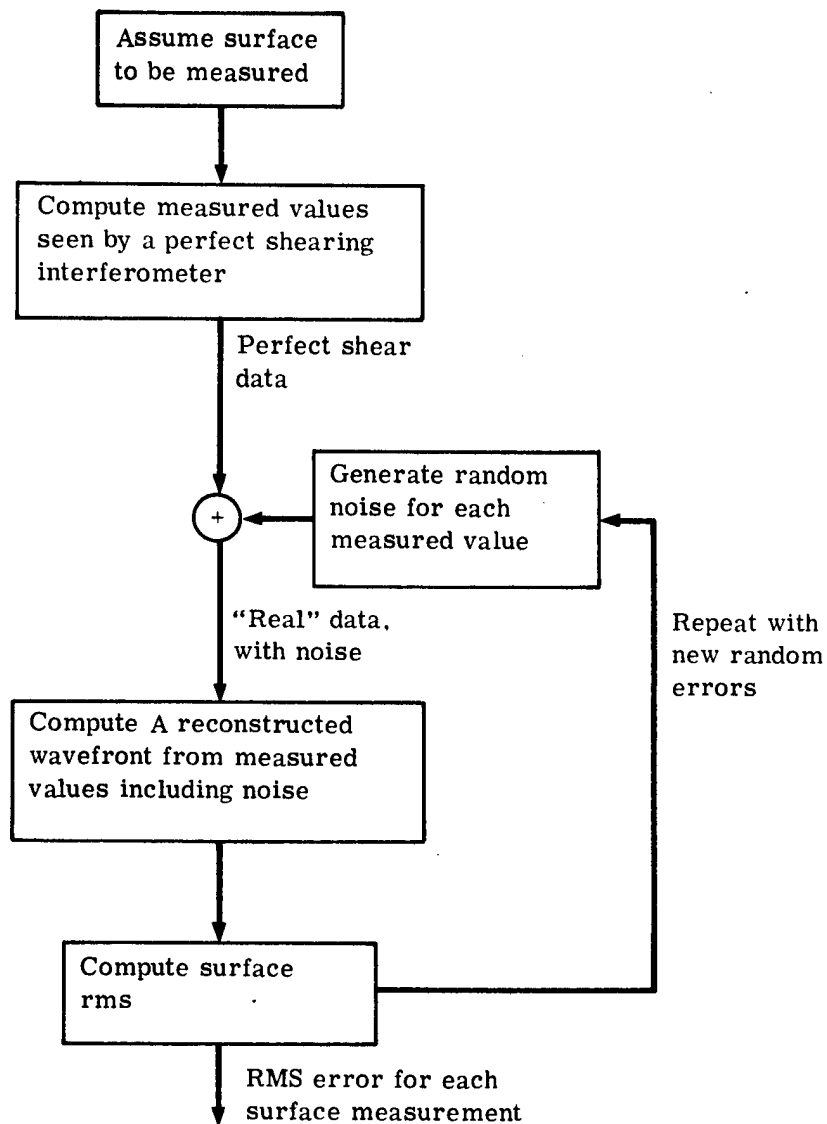 Assume surface
to be measured
Compute measured values
seen by a perfect shearing
interferometer
Perfect shear
data
Generate random
noise for each
measured value
+
“Real” data,
with noise
Repeat with
new random
errors
Compute A reconstructed
wavefront from measured
values including noise
Compute surface
rms
RMS error for each
surface measurement